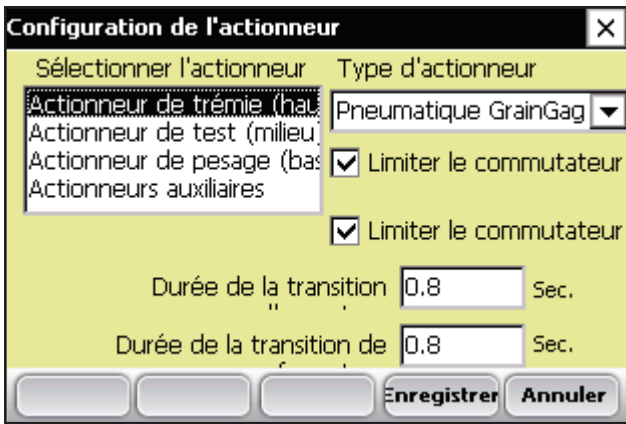 Configuration de l'actionneur
Sélectionner l'actionneur
Type d'actionneur
Actionneur de trémie (hau
Actionneur de test (milieu)
Actionneur de pesage (bas
Actionneurs auxiliaires
Pneumatique GrainGag
Limiter le commutateur
Limiter le commutateur
Durée de la transition
0.8 Sec.
Durée de la transition de
0.8 Sec.
Enregistrer
Annuler